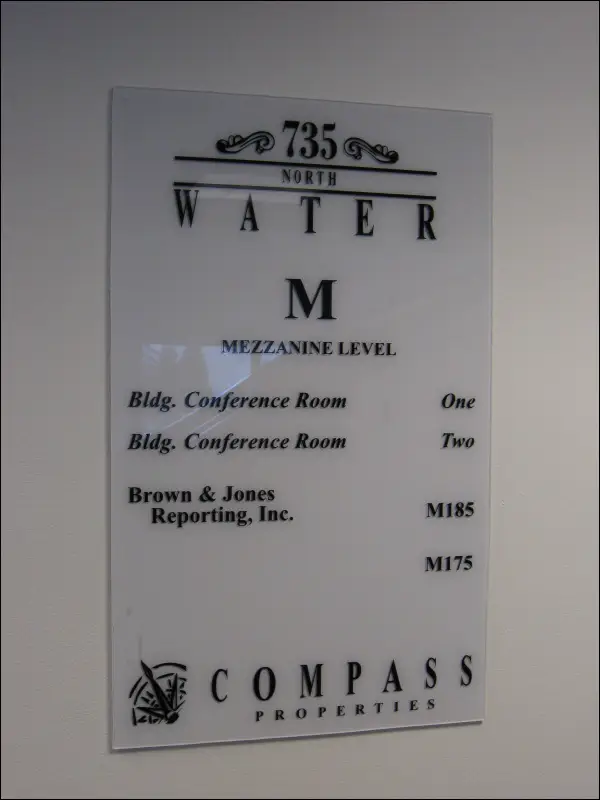 735
NORTH
WATER
M
MEZZANINE LEVEL
Bldg. Conference Room One
Bldg. Conference Room Two
Brown & Jones
Reporting, Inc. M185
M175
COMPASS
PROPERTIES